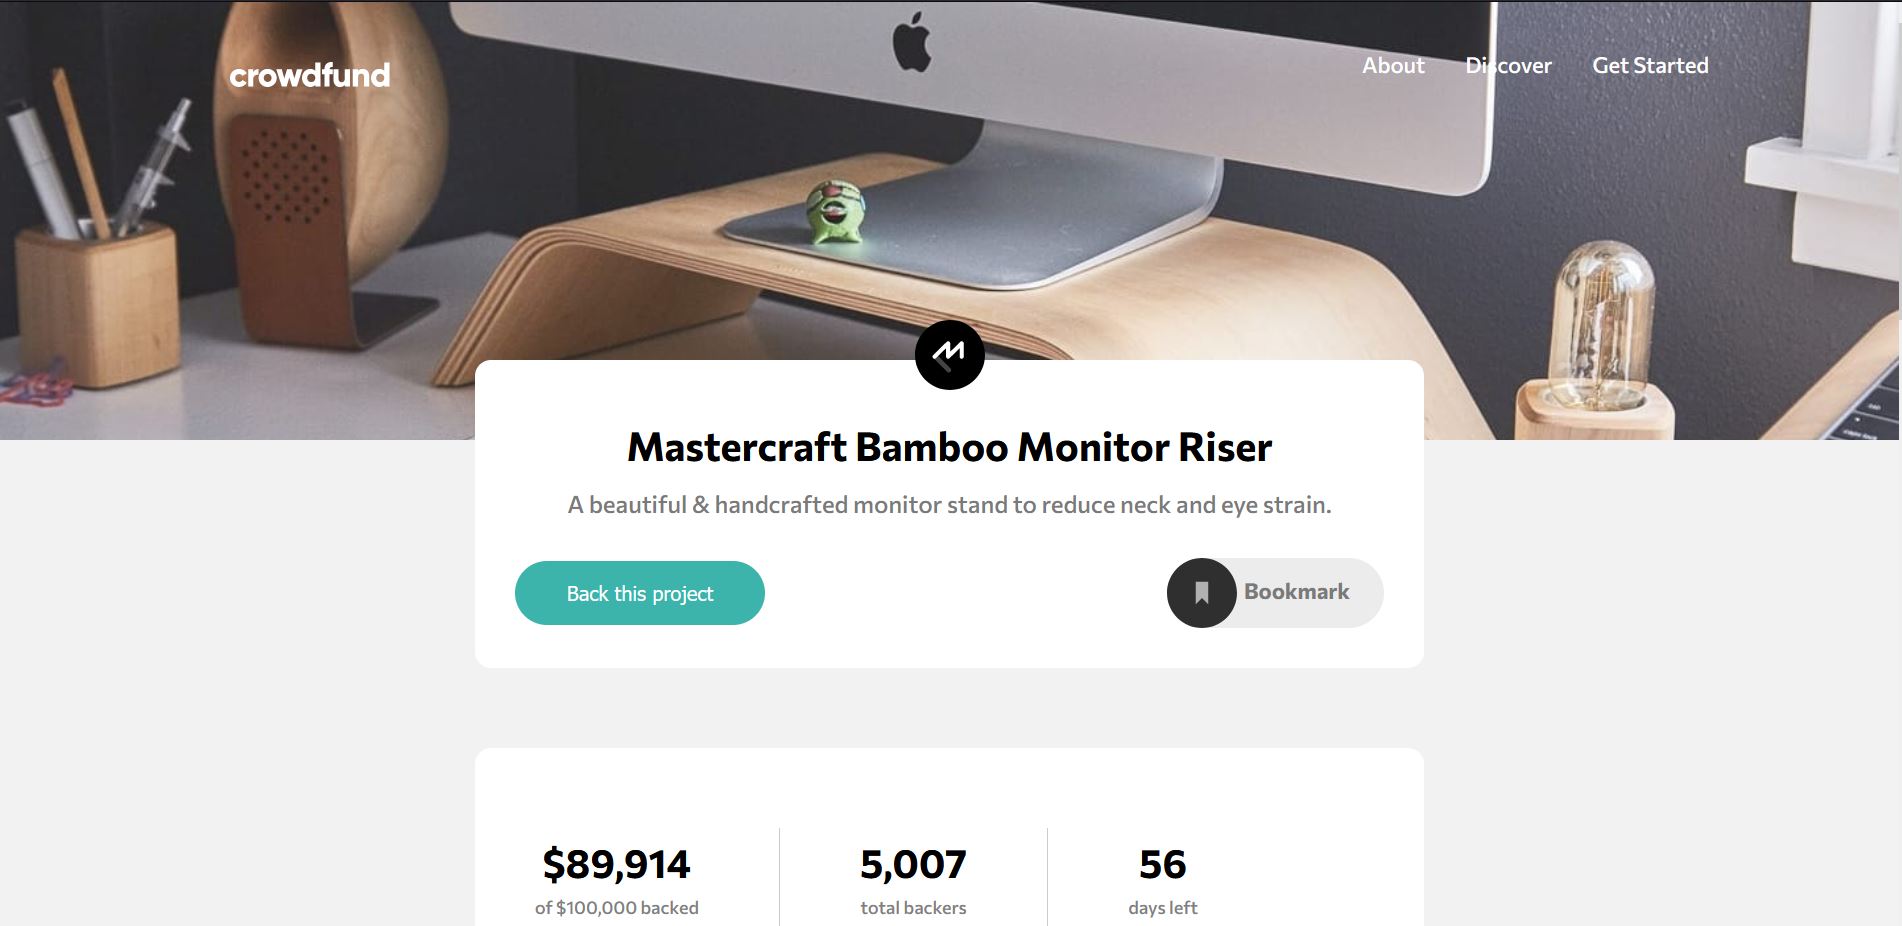 crowdfund
About Discover Get Started
Mastercraft Bamboo Monitor Riser
A beautiful & handcrafted monitor stand to reduce neck and eye strain.
Back this project
Bookmark
$89,914
of $100,000 backed
5,007
total backers
56
days left